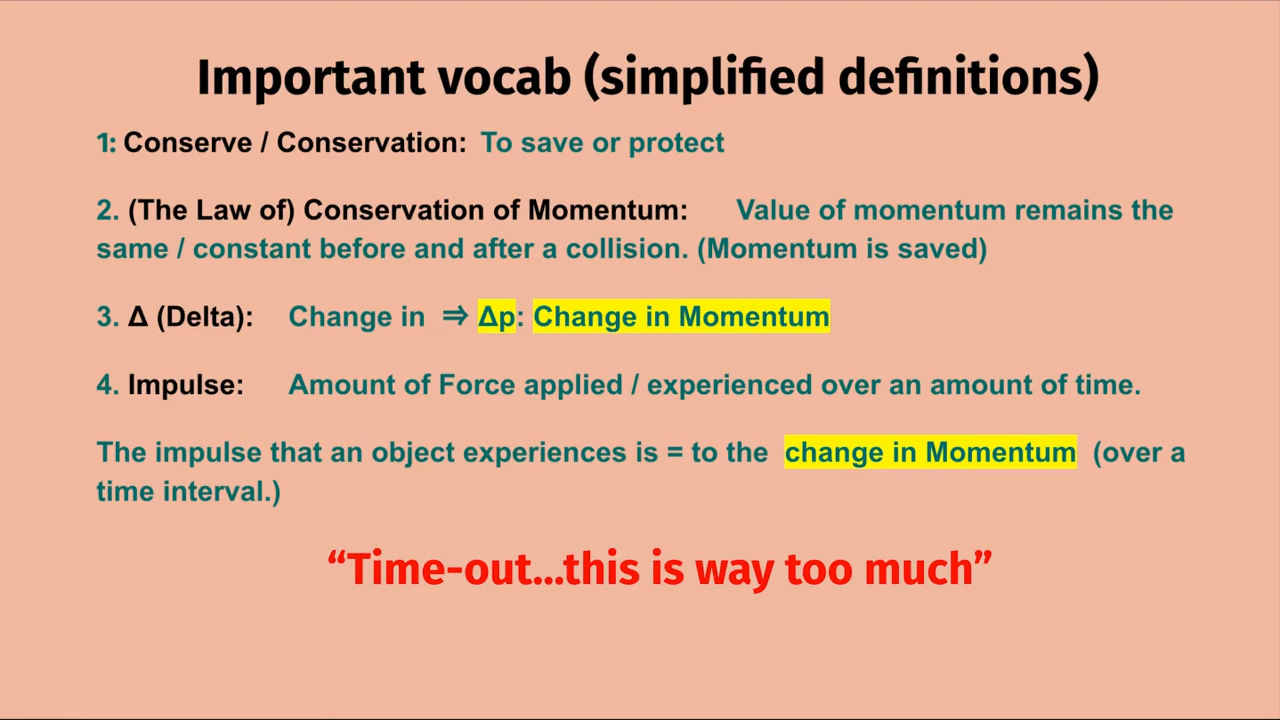 Important vocab (simplified definitions)
1: Conserve / Conservation: To save or protect
2. (The Law of) Conservation of Momentum: Value of momentum remains the
same / constant before and after a collision. (Momentum is saved)
3. Δ (Delta): Change in ⇒ Δp: Change in Momentum
4. Impulse: Amount of Force applied / experienced over an amount of time.
The impulse that an object experiences is = to the change in Momentum (over a
time interval.)
“Time-out...this is way too much”